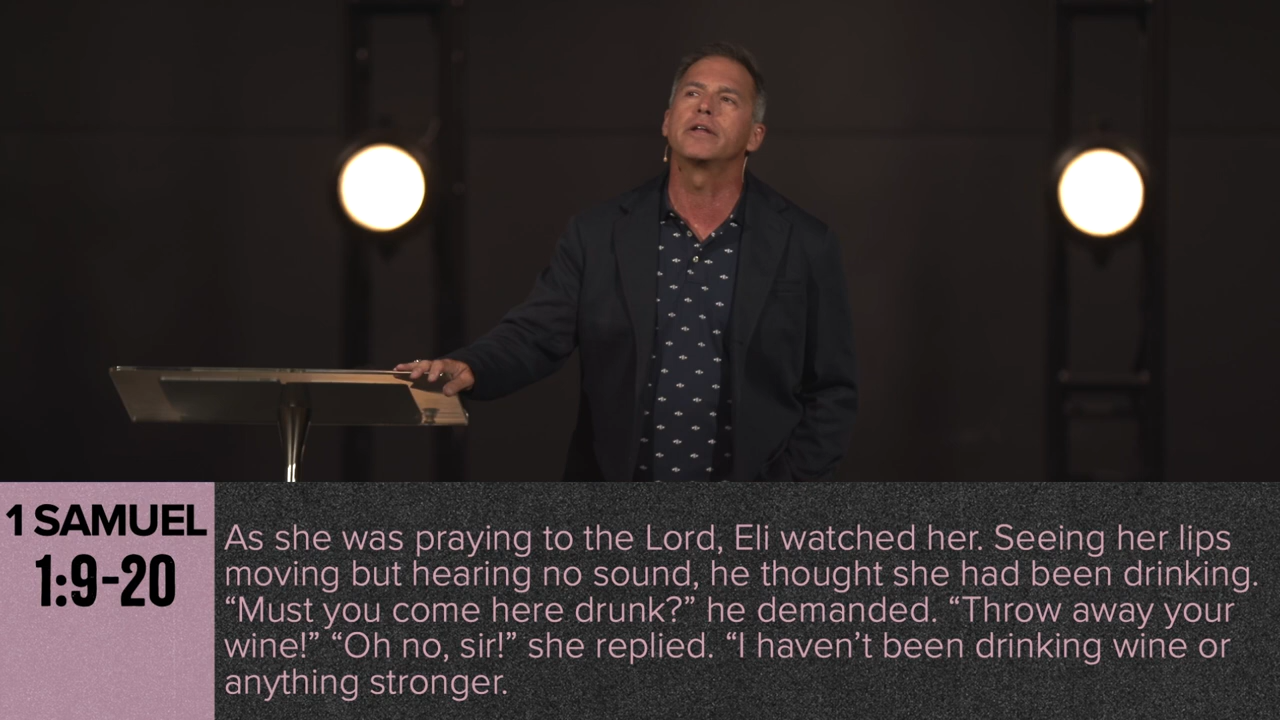 1 SAMUEL
1:9-20
As she was praying to the Lord, Eli watched her. Seeing her lips
moving but hearing no sound, he thought she had been drinking.
“Must you come here drunk?” he demanded. “Throw away your
wine!” “Oh no, sir!” she replied. “I haven’t been drinking wine or
anything stronger.